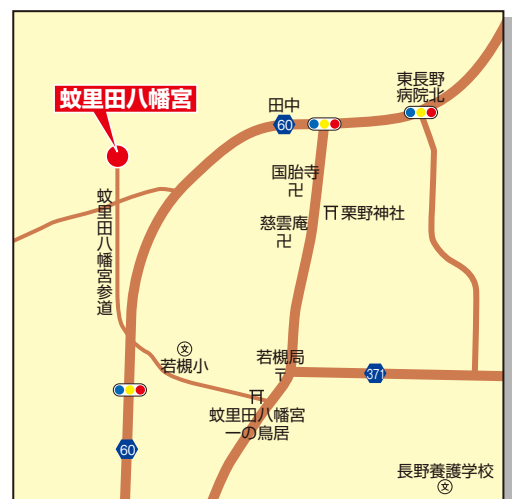 東長野
病院北
蚊里田八幡宮
田中
60
国胎寺
卍
蚊里田八幡宮参道
栗野神社
慈雲庵
卍
若槻局
〒
文
若槻小
371
蚊里田八幡宮
一の鳥居
60
長野養護学校
文